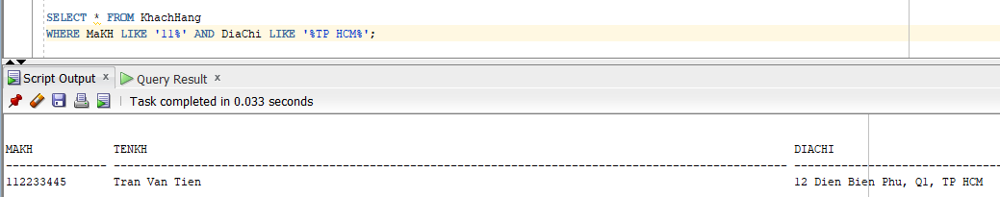 SELECT * FROM KhachHang
WHERE MaKH LIKE '11%' AND DiaChi LIKE '%TP HCM%';
Script Output x Query Result x
Task completed in 0.033 seconds
MAKH TENKH DIACHI
112233445 Tran Van Tien 12 Dien Bien Phu, Q1, TP HCM